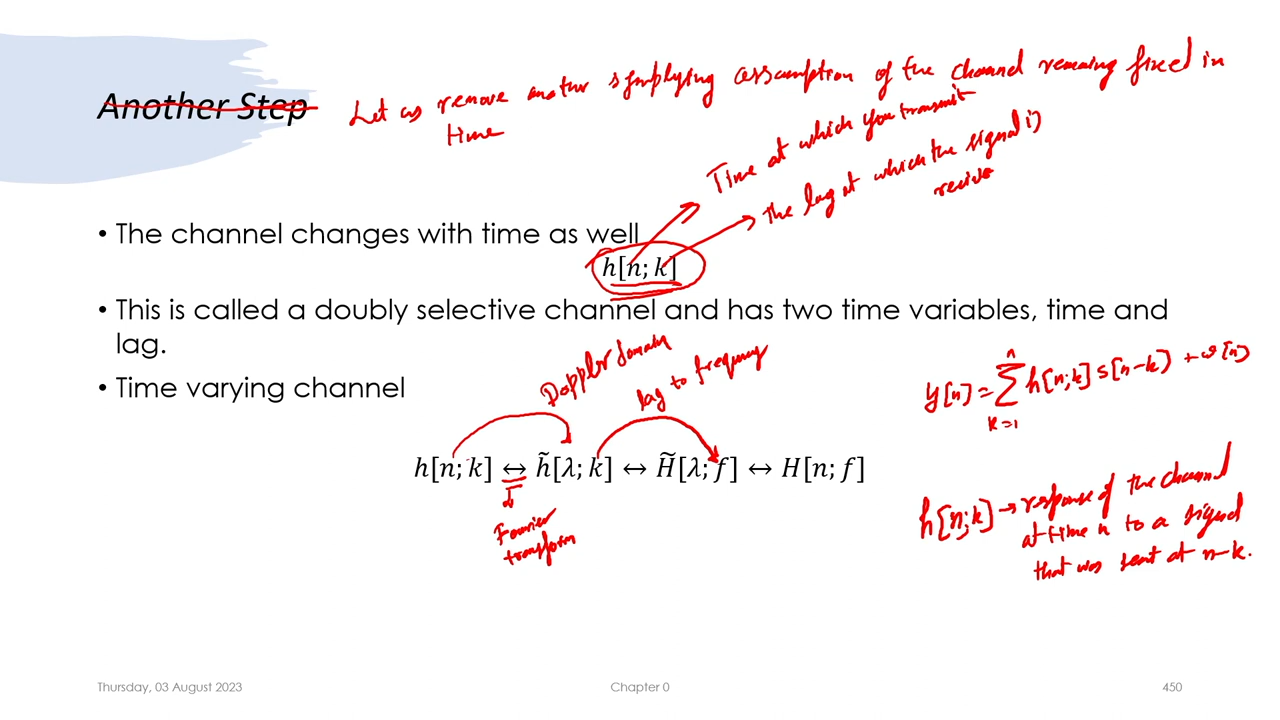 Another Step
Let us remove another simplying assumption of the channel remaining fixed in
time
Time at which you transmit
the lag at which the signal is
recive
• The channel changes with time as well
h[n; k]
• This is called a doubly selective channel and has two time variables, time and
lag.
• Time varying channel
Doppler domain
lag to frequency
y[n] = \sum_{k=1}^{n} h[n;k] s[n-k) + v[n]
h[n; k] ↔ h̃[λ; k] ↔ H̃[λ; f] ↔ H[n; f]
Fourier
transform
h[n;k] → response of the channel
at time n to a signal
that was sent at n-k.
Thursday, 03 August 2023
Chapter 0
450